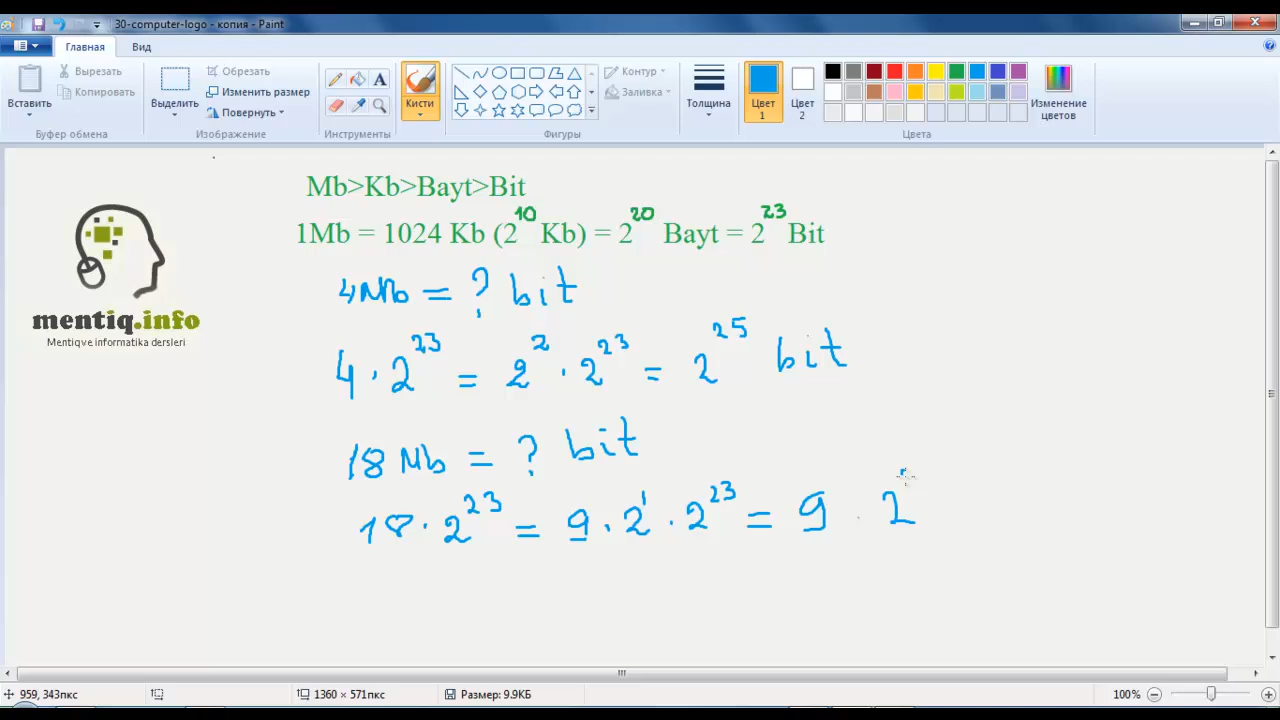 30-computer-logo - копия - Paint
Главная Вид
Вставить
Вырезать
Копировать
Буфер обмена
Выделить
Обрезать
Изменить размер
Повернуть
Изображение
A
Инструменты
Кисти
Контур
Заливка
Фигуры
Толщина
Цвет 1
Цвет 2
Изменение цветов
Цвета
Mb>Kb>Bayt>Bit
1Mb = 1024 Kb (2^10 Kb) = 2^20 Bayt = 2^23 Bit
mentiq.info
Mentiqve informatika dersleri
4Mb = ? bit
4 · 2^23 = 2^2 · 2^23 = 2^25 bit
18 Mb = ? bit
18 · 2^23 = 9 · 2^1 · 2^23 = 9 · 2
959, 343пкс 1360 × 571пкс Размер: 9.9КБ 100%